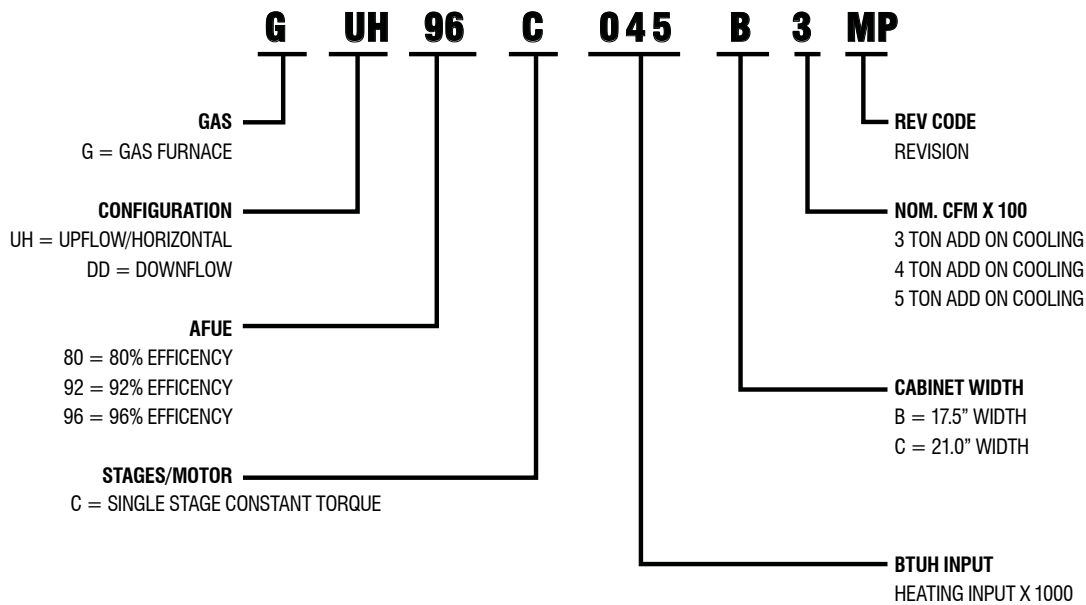 G UH 96 C 045 B 3 MP
GAS
G = GAS FURNACE
CONFIGURATION
UH = UPFLOW/HORIZONTAL
DD = DOWNFLOW
AFUE
80 = 80% EFFICENCY
92 = 92% EFFICENCY
96 = 96% EFFICENCY
STAGES/MOTOR
C = SINGLE STAGE CONSTANT TORQUE
REV CODE
REVISION
NOM. CFM X 100
3 TON ADD ON COOLING
4 TON ADD ON COOLING
5 TON ADD ON COOLING
CABINET WIDTH
B = 17.5” WIDTH
C = 21.0” WIDTH
BTUH INPUT
HEATING INPUT X 1000